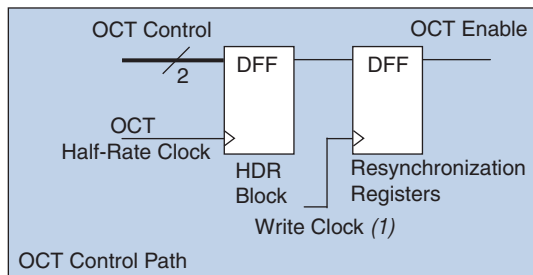 OCT Control
OCT Enable
DFF
DFF
2
OCT
Half-Rate Clock
HDR
Block
Resynchronization
Registers
Write Clock (1)
OCT Control Path